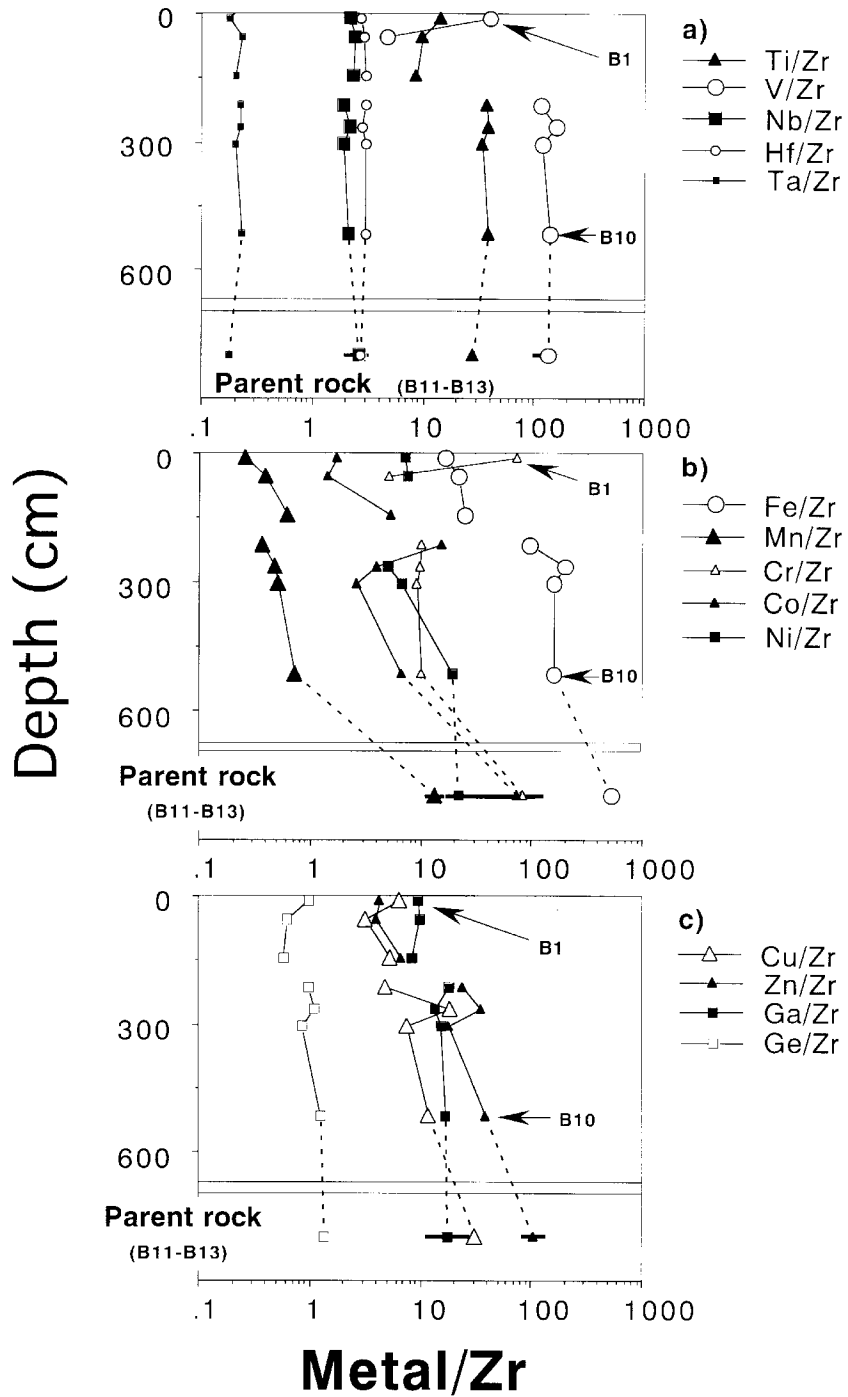 Depth (cm)
0
300
600
B1
B10
Parent rock (B11-B13)
.1 1 10 100 1000
a)
Ti/Zr
V/Zr
Nb/Zr
Hf/Zr
Ta/Zr
0
300
600
B1
B10
Parent rock
(B11-B13)
.1 1 10 100 1000
b)
Fe/Zr
Mn/Zr
Cr/Zr
Co/Zr
Ni/Zr
0
300
600
B1
B10
Parent rock
(B11-B13)
.1 1 10 100 1000
c)
Cu/Zr
Zn/Zr
Ga/Zr
Ge/Zr
Metal/Zr